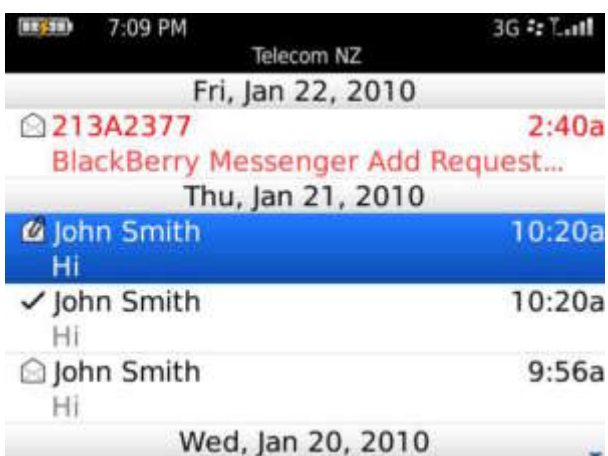 7:09 PM 3G
Telecom NZ
Fri, Jan 22, 2010
213A2377 2:40a
BlackBerry Messenger Add Request...
Thu, Jan 21, 2010
John Smith 10:20a
Hi
John Smith 10:20a
Hi
John Smith 9:56a
Hi
Wed, Jan 20, 2010